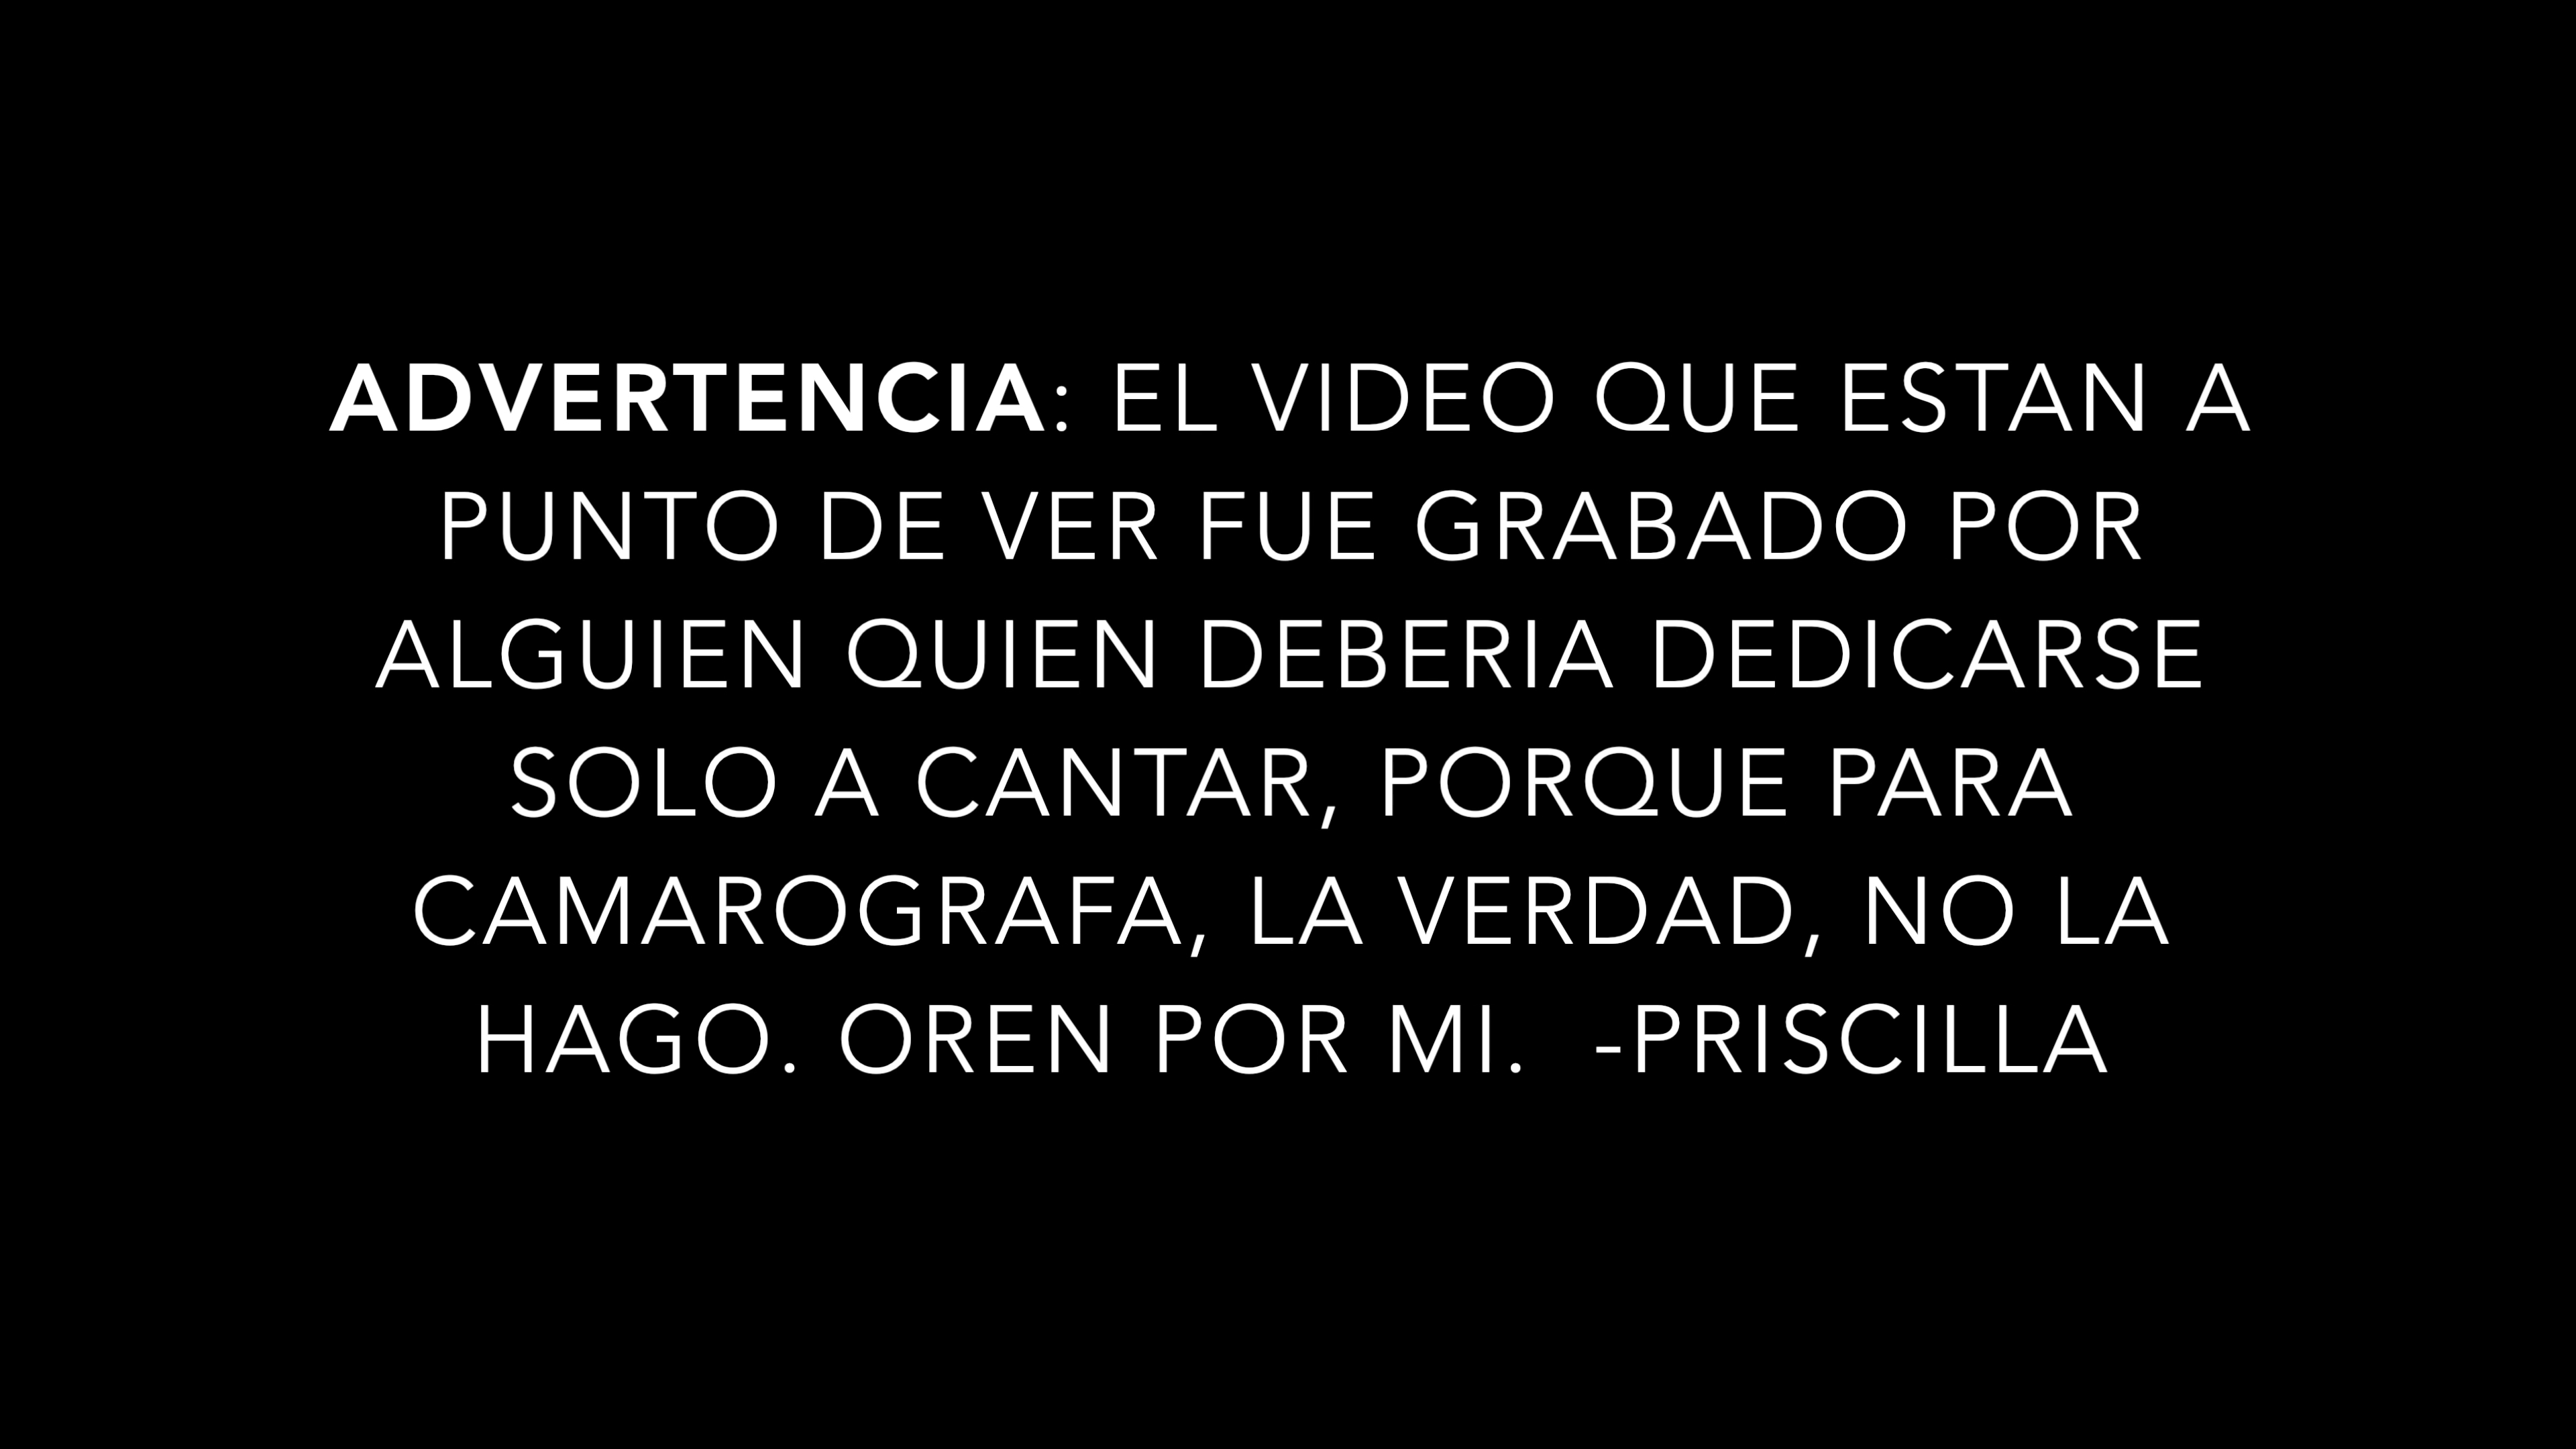 ADVERTENCIA: EL VIDEO QUE ESTAN A
PUNTO DE VER FUE GRABADO POR
ALGUIEN QUIEN DEBERIA DEDICARSE
SOLO A CANTAR, PORQUE PARA
CAMAROGRAFA, LA VERDAD, NO LA
HAGO. OREN POR MI.  -PRISCILLA